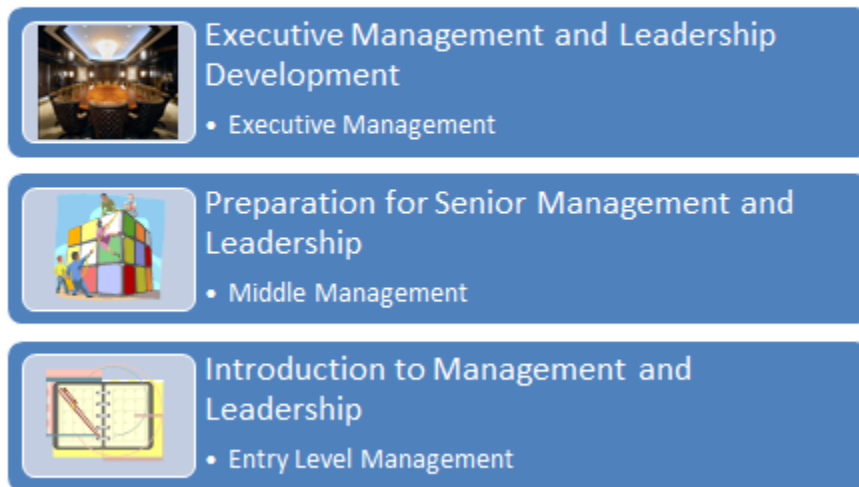 Executive Management and Leadership
Development
• Executive Management
Preparation for Senior Management and
Leadership
• Middle Management
Introduction to Management and
Leadership
• Entry Level Management